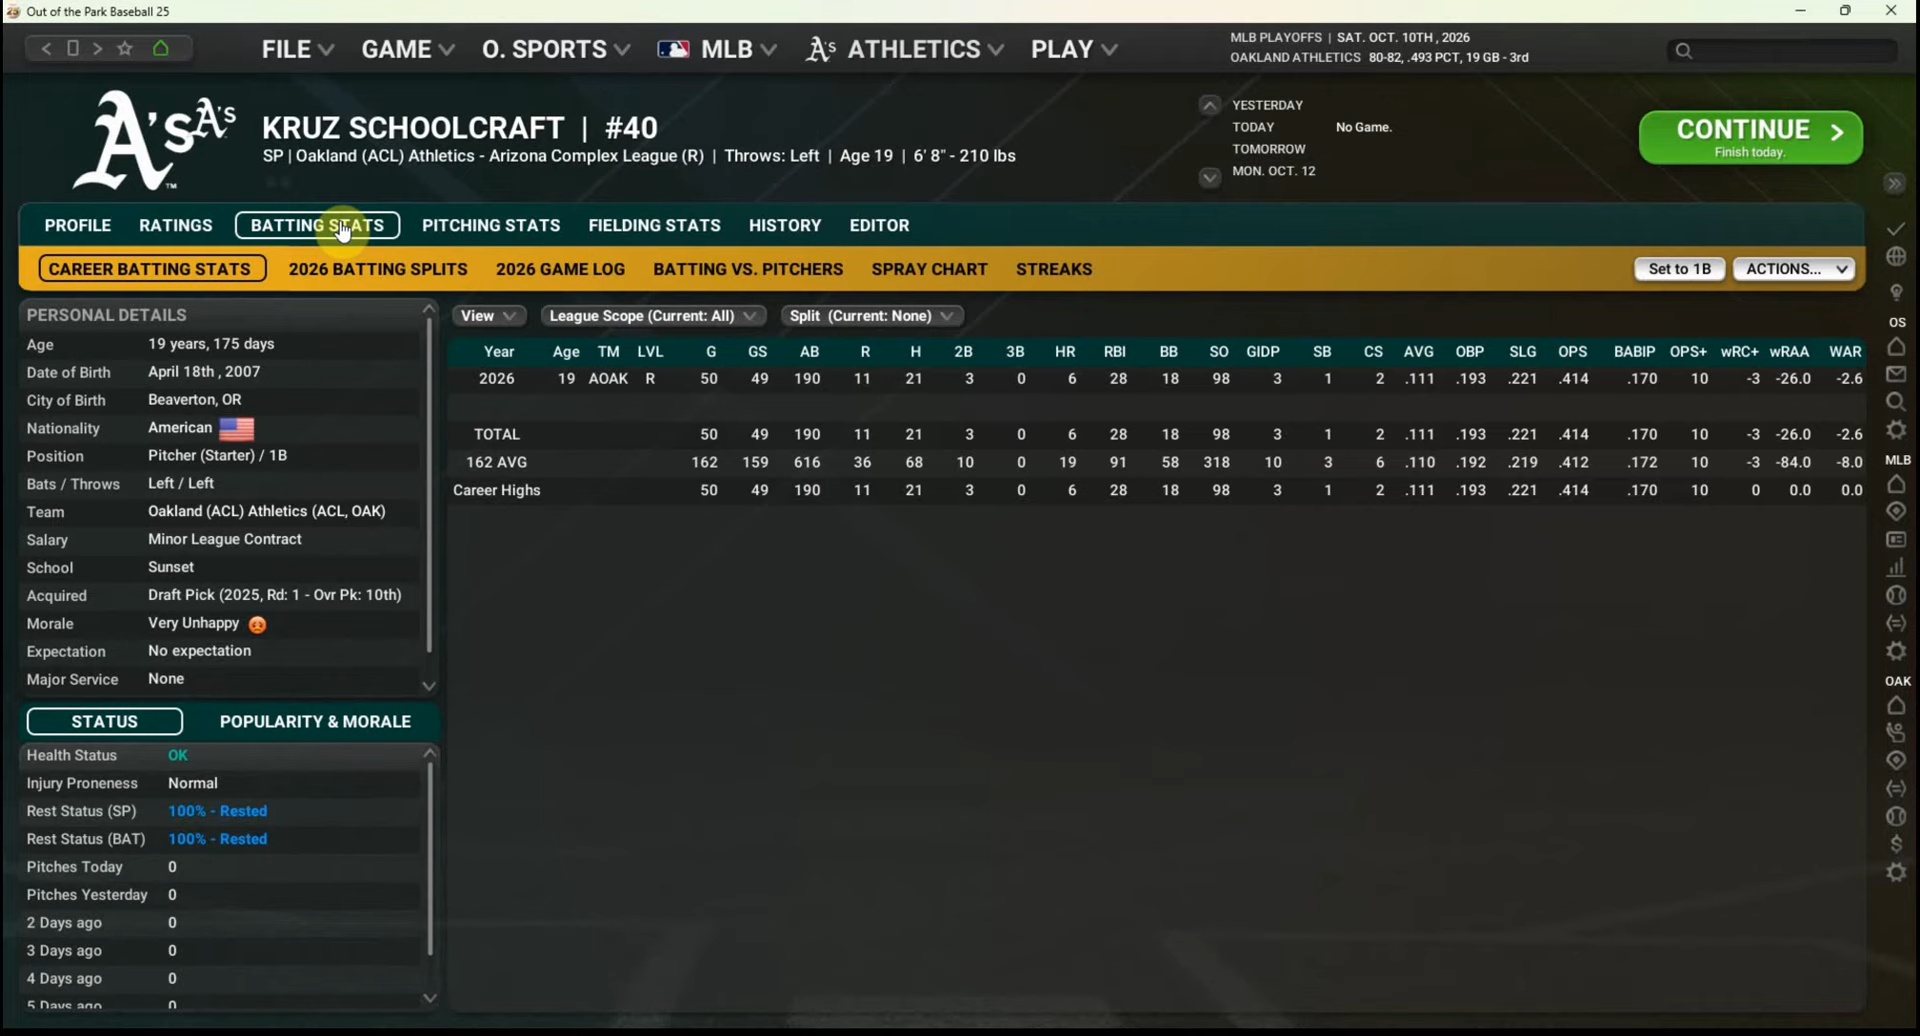 Out of the Park Baseball 25
FILE GAME O. SPORTS MLB A's ATHLETICS PLAY
MLB PLAYOFFS | SAT. OCT. 10TH , 2026
OAKLAND ATHLETICS 80-82, .493 PCT, 19 GB - 3rd
A's A's
KRUZ SCHOOLCRAFT | #40
SP | Oakland (ACL) Athletics - Arizona Complex League (R) | Throws: Left | Age 19 | 6' 8" - 210 lbs
YESTERDAY
TODAY No Game.
TOMORROW
MON. OCT. 12
CONTINUE
Finish today.
PROFILE RATINGS BATTING STATS PITCHING STATS FIELDING STATS HISTORY EDITOR
CAREER BATTING STATS 2026 BATTING SPLITS 2026 GAME LOG BATTING VS. PITCHERS SPRAY CHART STREAKS Set to 1B ACTIONS...
PERSONAL DETAILS
Age 19 years, 175 days
Date of Birth April 18th , 2007
City of Birth Beaverton, OR
Nationality American
Position Pitcher (Starter) / 1B
Bats / Throws Left / Left
Team Oakland (ACL) Athletics (ACL, OAK)
Salary Minor League Contract
School Sunset
Acquired Draft Pick (2025, Rd: 1 - Ovr Pk: 10th)
Morale Very Unhappy
Expectation No expectation
Major Service None
STATUS POPULARITY & MORALE
Health Status OK
Injury Proneness Normal
Rest Status (SP) 100% - Rested
Rest Status (BAT) 100% - Rested
Pitches Today 0
Pitches Yesterday 0
2 Days ago 0
3 Days ago 0
4 Days ago 0
5 Days ago 0
View League Scope (Current: All) Split (Current: None)
Year Age TM LVL G GS AB R H 2B 3B HR RBI BB SO GIDP SB CS AVG OBP SLG OPS BABIP OPS+ wRC+ wRAA WAR
2026 19 AOAK R 50 49 190 11 21 3 0 6 28 18 98 3 1 2 .111 .193 .221 .414 .170 10 -3 -26.0 -2.6
TOTAL 50 49 190 11 21 3 0 6 28 18 98 3 1 2 .111 .193 .221 .414 .170 10 -3 -26.0 -2.6
162 AVG 162 159 616 36 68 10 0 19 91 58 318 10 3 6 .110 .192 .219 .412 .172 10 -3 -84.0 -8.0
Career Highs 50 49 190 11 21 3 0 6 28 18 98 3 1 2 .111 .193 .221 .414 .170 10 0 0.0 0.0
OS
MLB
OAK